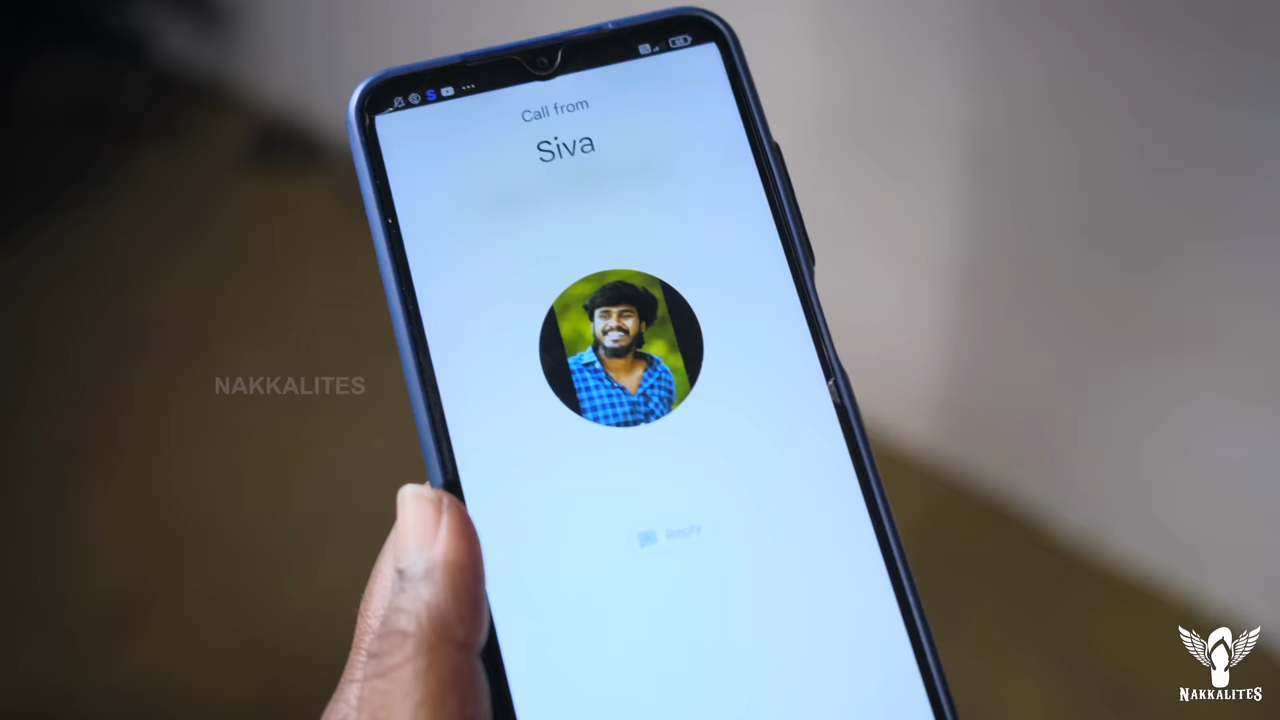 Call from
Siva
Reply
NAKKALITES
NAKKALITES